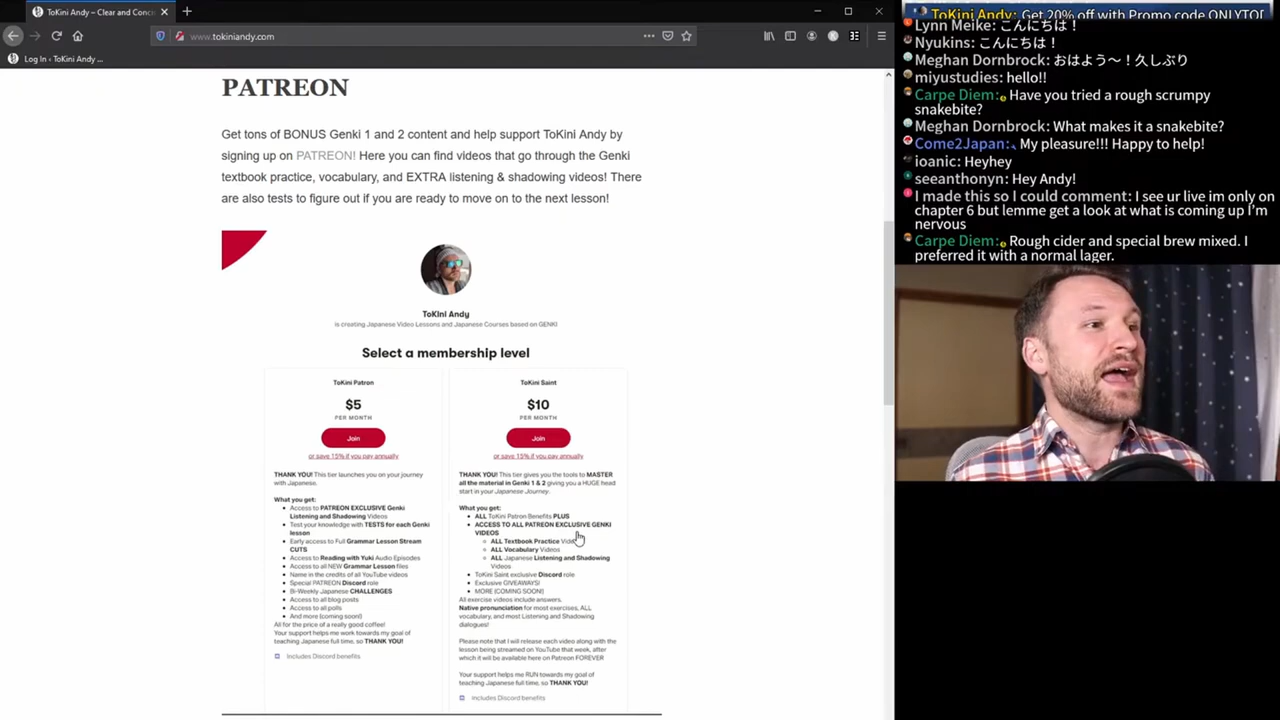 ToKini Andy – Clear and Conci
www.tokiniandy.com
Log In ‹ ToKini Andy ...
PATREON
Get tons of BONUS Genki 1 and 2 content and help support ToKini Andy by
signing up on PATREON! Here you can find videos that go through the Genki
textbook practice, vocabulary, and EXTRA listening & shadowing videos! There
are also tests to figure out if you are ready to move on to the next lesson!
ToKini Andy
is creating Japanese Video Lessons and Japanese Courses based on GENKI
Select a membership level
ToKini Patron
$5
PER MONTH
Join
or save 15% if you pay annually
THANK YOU! This tier launches you on your journey
with Japanese.
What you get:
Access to PATREON EXCLUSIVE Genki
Listening and Shadowing Videos
Test your knowledge with TESTS for each Genki
lesson
Early access to Full Grammar Lesson Stream
CUTS
Access to Reading with Yuki Audio Episodes
Access to all NEW Grammar Lesson files
Name in the credits of all YouTube videos
Special PATREON Discord role
Bi-Weekly Japanese CHALLENGES
Access to all blog posts
Access to all polls
And more (coming soon!)
All for the price of a really good coffee!
Your support helps me work towards my goal of
teaching Japanese full time, so THANK YOU!
Includes Discord benefits
ToKini Saint
$10
PER MONTH
Join
or save 15% if you pay annually
THANK YOU! This tier gives you the tools to MASTER
all the material in Genki 1 & 2 giving you a HUGE head
start in your Japanese Journey.
What you get:
ALL ToKini Patron Benefits PLUS
ACCESS TO ALL PATREON EXCLUSIVE GENKI
VIDEOS
ALL Textbook Practice
ALL Vocabulary Videos
ALL Japanese Listening and Shadowing
Videos
ToKini Saint exclusive Discord role
Exclusive GIVEAWAYS!
MORE (COMING SOON!)
All exercise videos include answers,
Native pronunciation for most exercises, ALL
vocabulary, and most Listening and Shadowing
dialogues!
Please note that I will release each video along with the
lesson being streamed on YouTube that week, after
which it will be available here on Patreon FOREVER
Your support helps me RUN towards my goal of
teaching Japanese full time, so THANK YOU!
Includes Discord benefits
ToKini Andy: Get 20% off with Promo code ONLYTO
Lynn Meike: こんにちは！
Nyukins: こんにちは！
Meghan Dornbrock: おはよう〜！久しぶり
miyustudies: hello!!
Carpe Diem: Have you tried a rough scrumpy
snakebite?
Meghan Dornbrock: What makes it a snakebite?
Come2Japan: My pleasure!!! Happy to help!
ioanic: Heyhey
seeanthonyn: Hey Andy!
I made this so I could comment: I see ur live im only on
chapter 6 but lemme get a look at what is coming up I'm
nervous
Carpe Diem: Rough cider and special brew mixed. I
preferred it with a normal lager.